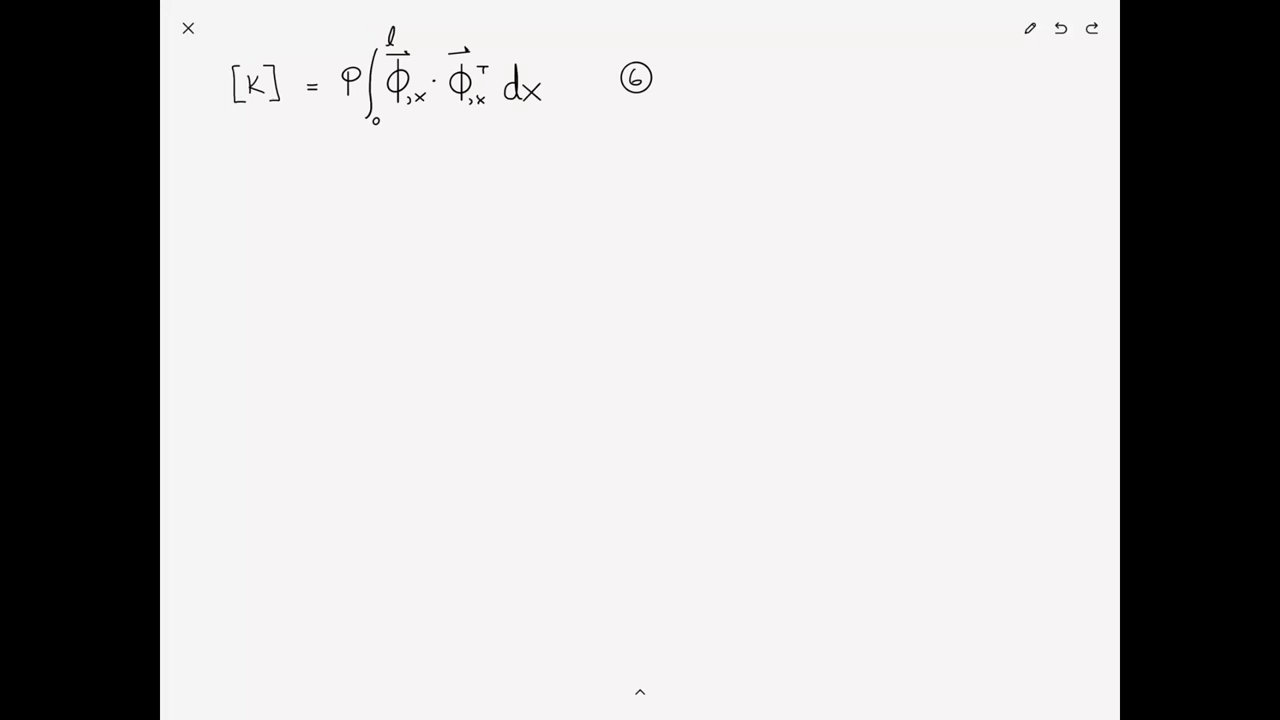 [K] = P∫₀ˡ ϕ⃗,ₓ · ϕ⃗,ₓᵀ dx ⑥